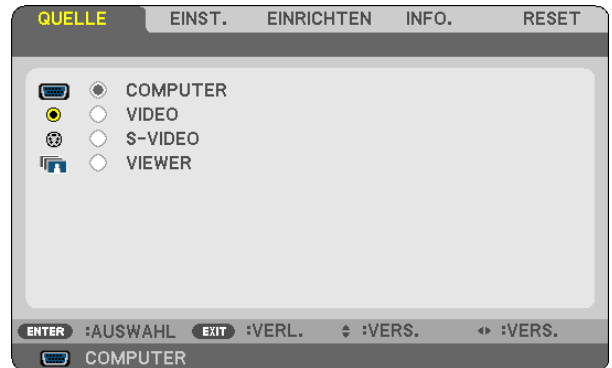 QUELLE EINST. EINRICHTEN INFO. RESET
COMPUTER
VIDEO
S-VIDEO
VIEWER
ENTER :AUSWAHL EXIT :VERL. :VERS. :VERS.
COMPUTER